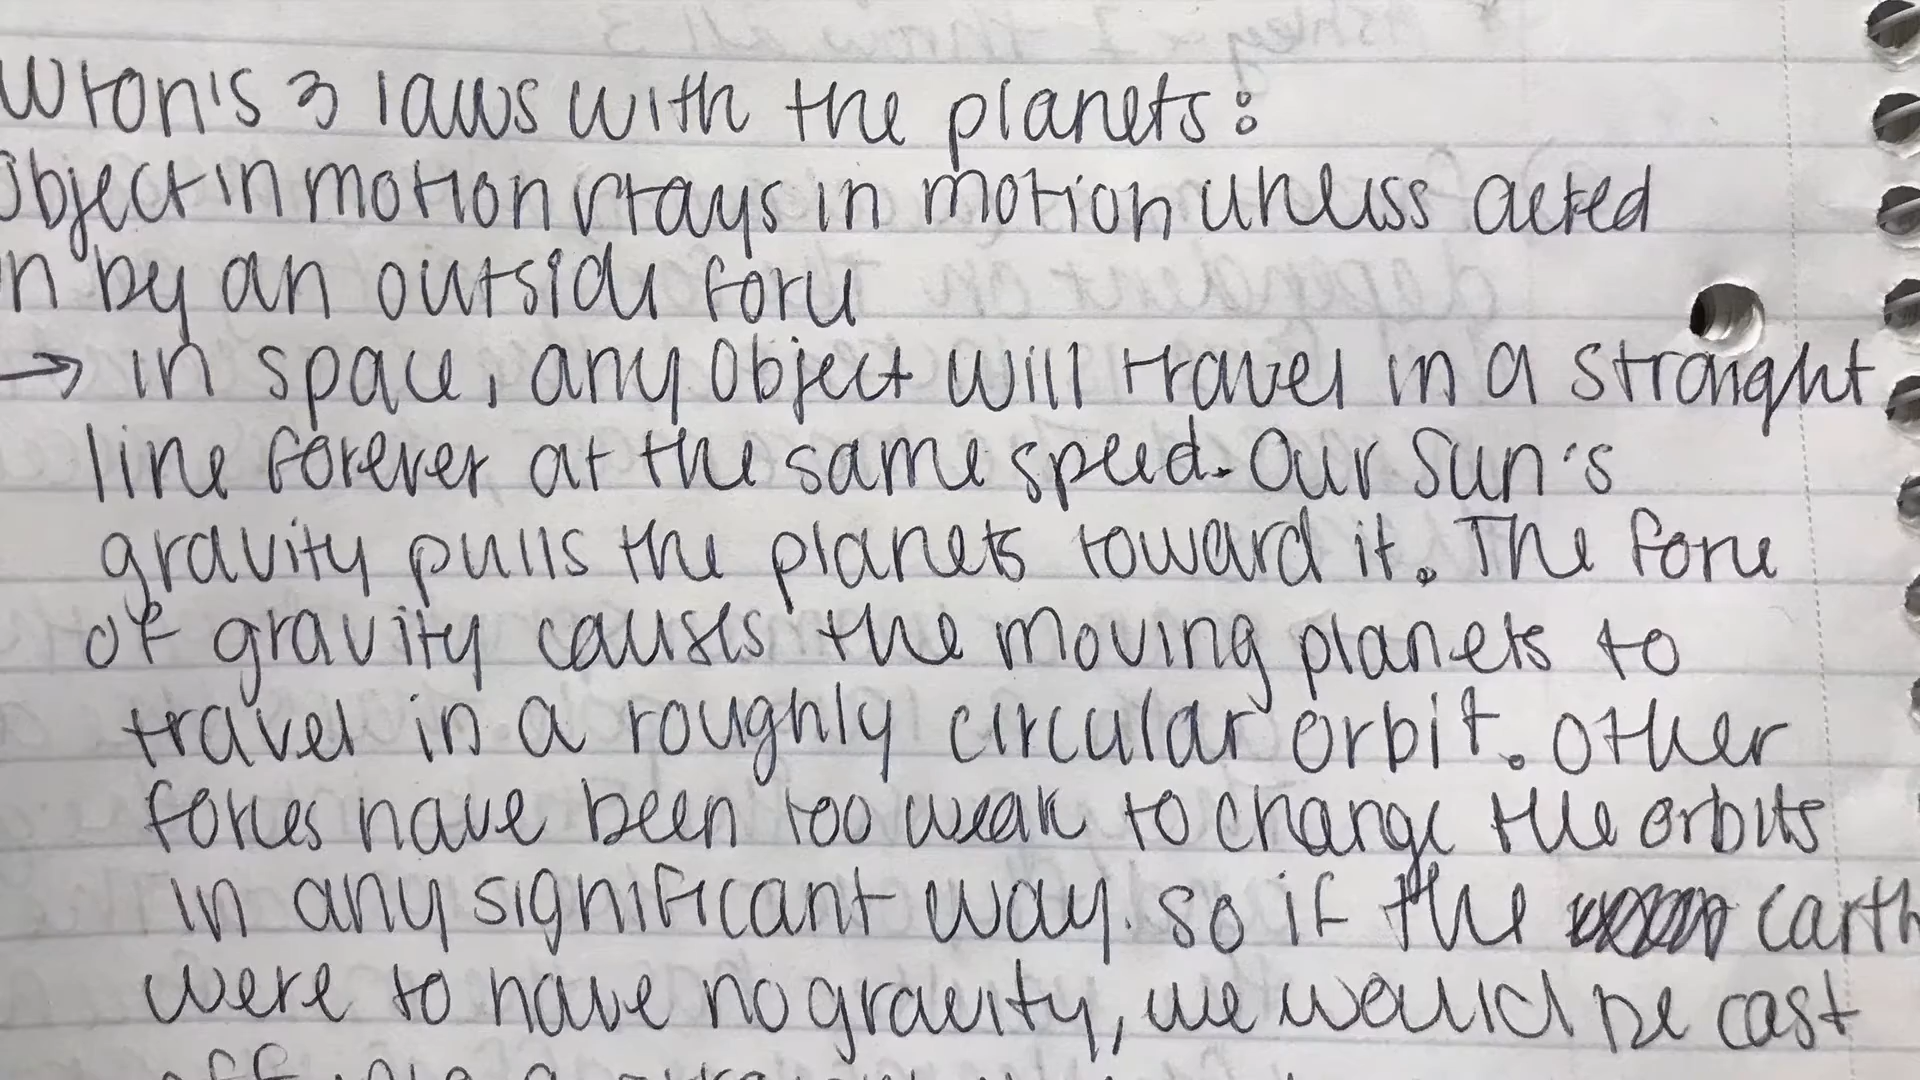 wton's 3 laws with the planets:
Object in motion stays in motion unless acted
n by an outside force
→ in space, any object will travel in a straight
line forever at the same speed. Our Sun's
gravity pulls the planets toward it. The force
of gravity causes the moving planets to
travel in a roughly circular orbit. Other
forces have been too weak to change the orbits
in any significant way. So if the earth
were to have no gravity, we would be cast
off into a